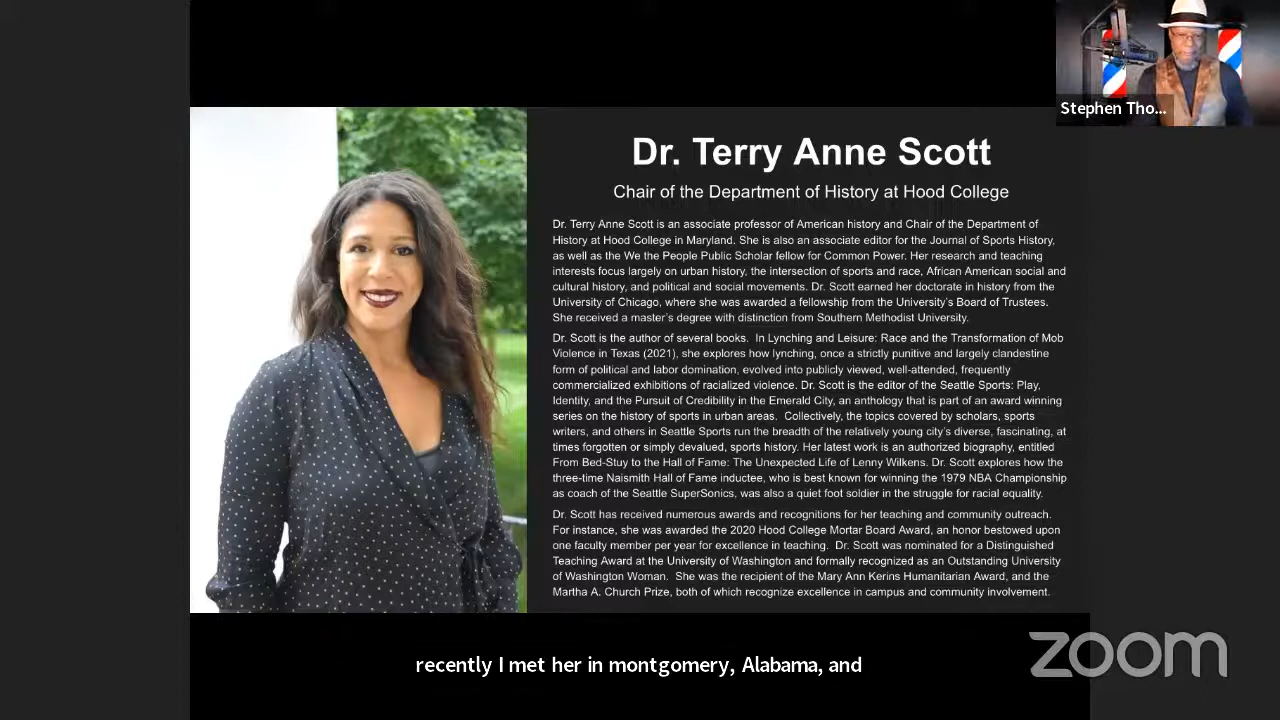 Stephen Tho...
Dr. Terry Anne Scott
Chair of the Department of History at Hood College
Dr. Terry Anne Scott is an associate professor of American history and Chair of the Department of
History at Hood College in Maryland. She is also an associate editor for the Journal of Sports History,
as well as the We the People Public Scholar fellow for Common Power. Her research and teaching
interests focus largely on urban history, the intersection of sports and race, African American social and
cultural history, and political and social movements. Dr. Scott earned her doctorate in history from the
University of Chicago, where she was awarded a fellowship from the University's Board of Trustees.
She received a master's degree with distinction from Southern Methodist University.
Dr. Scott is the author of several books. In Lynching and Leisure: Race and the Transformation of Mob
Violence in Texas (2021), she explores how lynching, once a strictly punitive and largely clandestine
form of political and labor domination, evolved into publicly viewed, well-attended, frequently
commercialized exhibitions of racialized violence. Dr. Scott is the editor of the Seattle Sports: Play,
Identity, and the Pursuit of Credibility in the Emerald City, an anthology that is part of an award winning
series on the history of sports in urban areas. Collectively, the topics covered by scholars, sports
writers, and others in Seattle Sports run the breadth of the relatively young city's diverse, fascinating, at
times forgotten or simply devalued, sports history. Her latest work is an authorized biography, entitled
From Bed-Stuy to the Hall of Fame: The Unexpected Life of Lenny Wilkens. Dr. Scott explores how the
three-time Naismith Hall of Fame inductee, who is best known for winning the 1979 NBA Championship
as coach of the Seattle SuperSonics, was also a quiet foot soldier in the struggle for racial equality.
Dr. Scott has received numerous awards and recognitions for her teaching and community outreach.
For instance, she was awarded the 2020 Hood College Mortar Board Award, an honor bestowed upon
one faculty member per year for excellence in teaching. Dr. Scott was nominated for a Distinguished
Teaching Award at the University of Washington and formally recognized as an Outstanding University
of Washington Woman. She was the recipient of the Mary Ann Kerins Humanitarian Award, and the
Martha A. Church Prize, both of which recognize excellence in campus and community involvement.
zoom
recently I met her in montgomery, Alabama, and